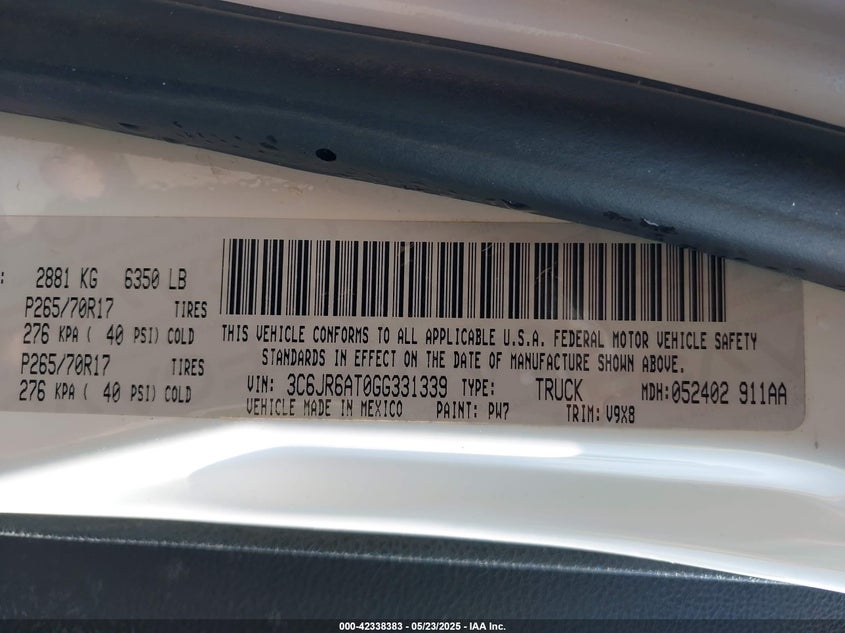 : 2881 KG 6350 LB
P265/70R17 TIRES
276 KPA ( 40 PSI) COLD
P265/70R17 TIRES
276 KPA ( 40 PSI) COLD
THIS VEHICLE CONFORMS TO ALL APPLICABLE U.S.A. FEDERAL MOTOR VEHICLE SAFETY
STANDARDS IN EFFECT ON THE DATE OF MANUFACTURE SHOWN ABOVE.
VIN: 3C6JR6AT0GG331339 TYPE: TRUCK MDH: 052402 911AA
VEHICLE MADE IN MEXICO PAINT: PW7 TRIM: V9X8
000-42338383 - 05/23/2025 - IAA Inc.